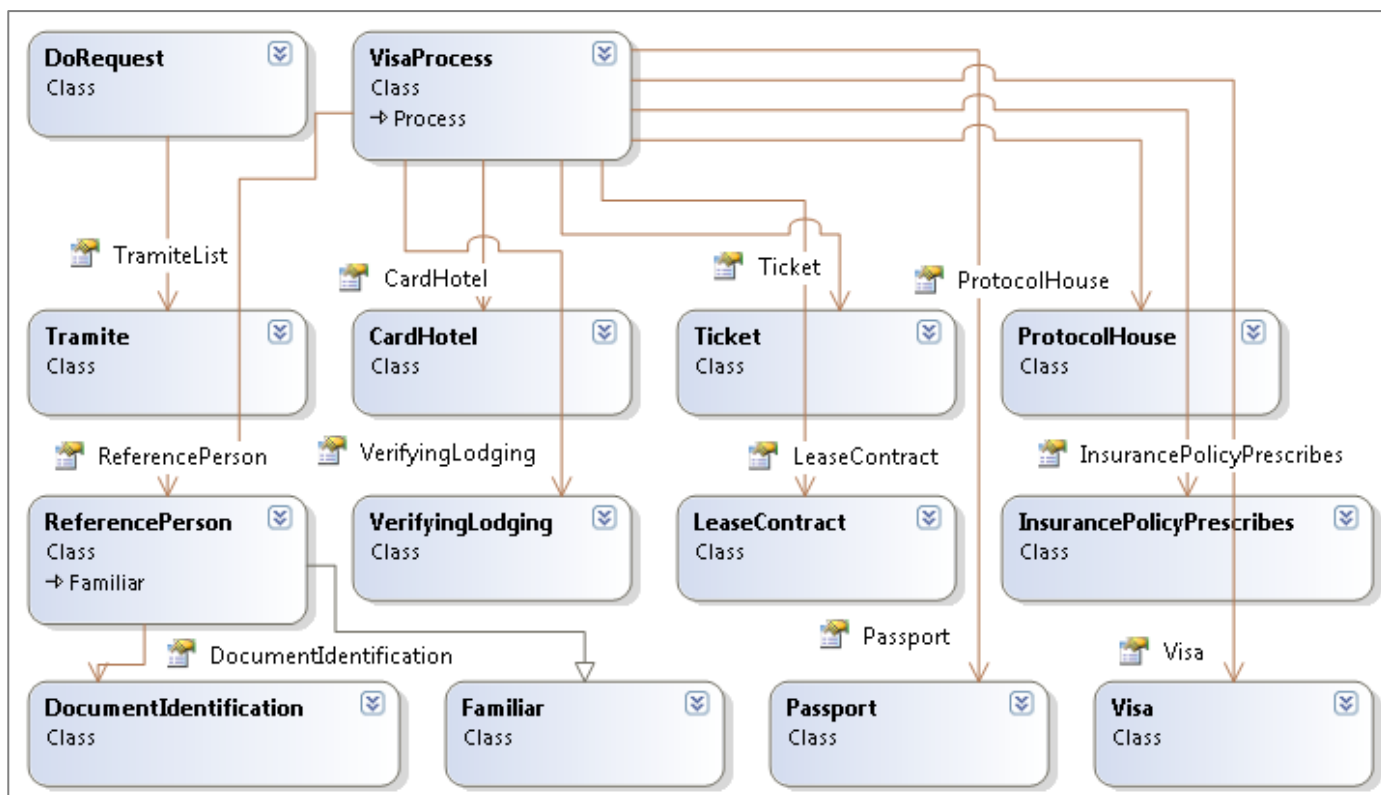 DoRequest
Class
VisaProcess
Class
Process
TramiteList
CardHotel
Ticket
ProtocolHouse
Tramite
Class
CardHotel
Class
Ticket
Class
ProtocolHouse
Class
ReferencePerson
VerifyingLodging
LeaseContract
InsurancePolicyPrescribes
ReferencePerson
Class
Familiar
VerifyingLodging
Class
LeaseContract
Class
InsurancePolicyPrescribes
Class
DocumentIdentification
Passport
Visa
DocumentIdentification
Class
Familiar
Class
Passport
Class
Visa
Class